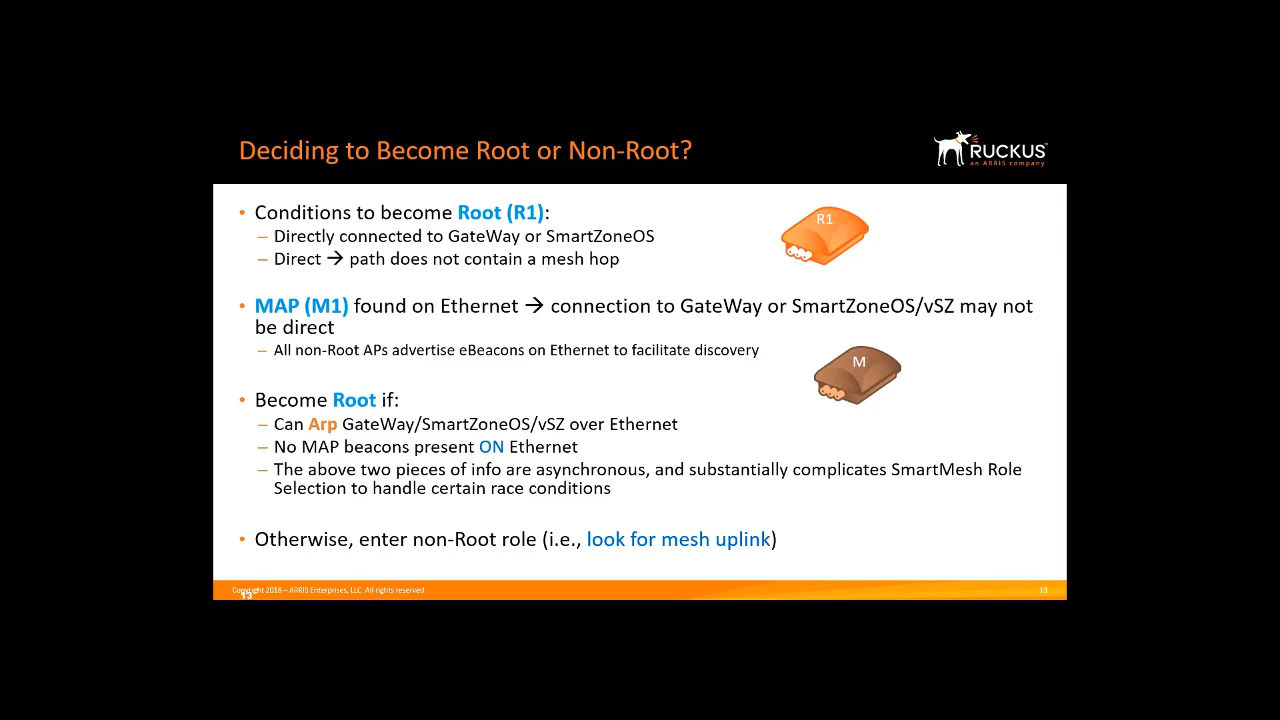 Deciding to Become Root or Non-Root?
RUCKUS
an ARRIS company
• Conditions to become Root (R1):
– Directly connected to GateWay or SmartZoneOS
– Direct → path does not contain a mesh hop
R1
• MAP (M1) found on Ethernet → connection to GateWay or SmartZoneOS/vSZ may not
be direct
– All non-Root APs advertise eBeacons on Ethernet to facilitate discovery
M
• Become Root if:
– Can Arp GateWay/SmartZoneOS/vSZ over Ethernet
– No MAP beacons present ON Ethernet
– The above two pieces of info are asynchronous, and substantially complicates SmartMesh Role
Selection to handle certain race conditions
• Otherwise, enter non-Root role (i.e., look for mesh uplink)
Copyright 2018 – ARRIS Enterprises, LLC. All rights reserved
13
13